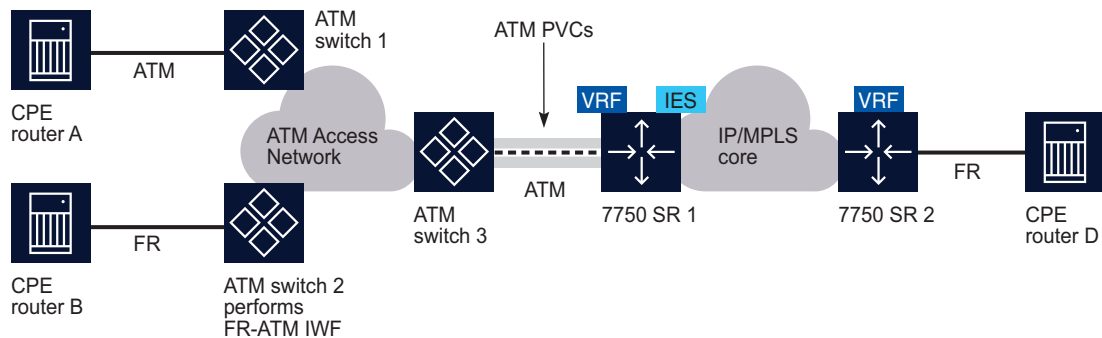 CPE
router A
ATM
ATM
switch 1
ATM PVCs
ATM Access
Network
VRF
IES
IP/MPLS
core
VRF
ATM
FR
ATM
switch 3
7750 SR 1
7750 SR 2
CPE
router D
FR
CPE
router B
ATM switch 2
performs
FR-ATM IWF